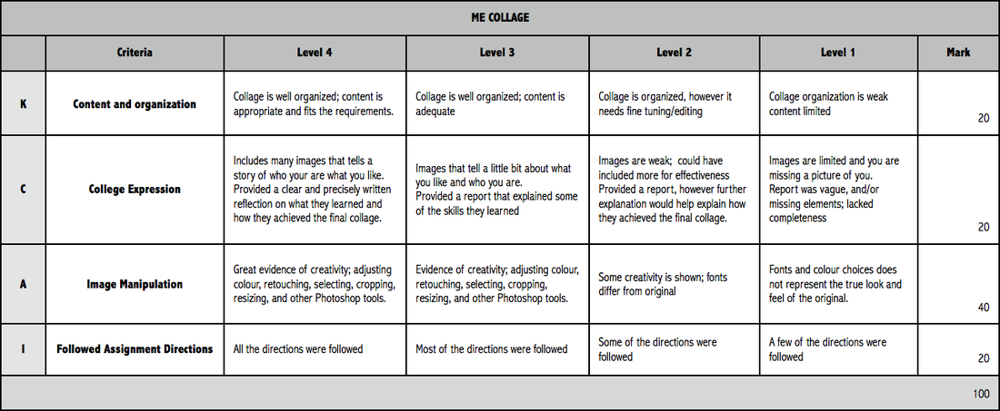 ME COLLAGE
Criteria
Level 4
Level 3
Level 2
Level 1
Mark
K
Content and organization
Collage is well organized; content is
appropriate and fits the requirements.
Collage is well organized; content is
adequate
Collage is organized, however it
needs fine tuning/editing
Collage organization is weak
content limited
20
C
College Expression
Includes many images that tells a
story of who your are what you like.
Provided a clear and precisely written
reflection on what they learned and
how they achieved the final collage.
Images that tell a little bit about what
you like and who you are.
Provided a report that explained some
of the skills they learned
Images are weak; could have
included more for effectiveness
Provided a report, however further
explanation would help explain how
they achieved the final collage.
Images are limited and you are
missing a picture of you.
Report was vague, and/or
missing elements; lacked
completeness
20
A
Image Manipulation
Great evidence of creativity; adjusting
colour, retouching, selecting, cropping,
resizing, and other Photoshop tools.
Evidence of creativity; adjusting colour,
retouching, selecting, cropping,
resizing, and other Photoshop tools.
Some creativity is shown; fonts
differ from original
Fonts and colour choices does
not represent the true look and
feel of the original.
40
I
Followed Assignment Directions
All the directions were followed
Most of the directions were followed
Some of the directions were
followed
A few of the directions were
followed
20
100